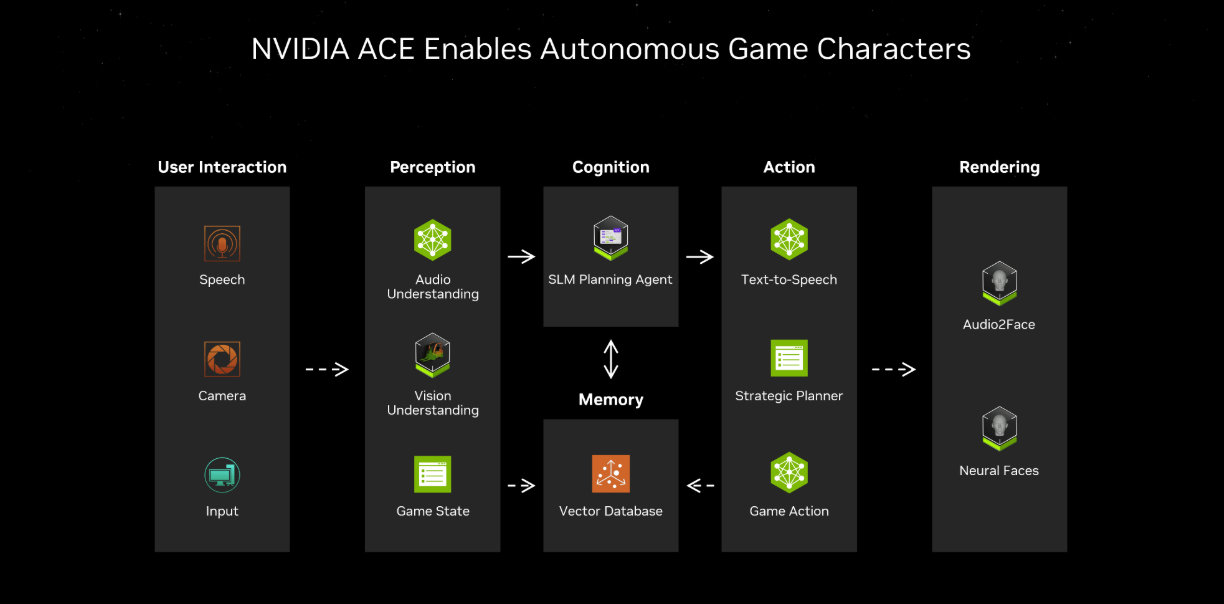 NVIDIA ACE Enables Autonomous Game Characters
User Interaction
Speech
Camera
Input
Perception
Audio
Understanding
Vision
Understanding
Game State
Cognition
SLM Planning Agent
Memory
Vector Database
Action
Text-to-Speech
Strategic Planner
Game Action
Rendering
Audio2Face
Neural Faces